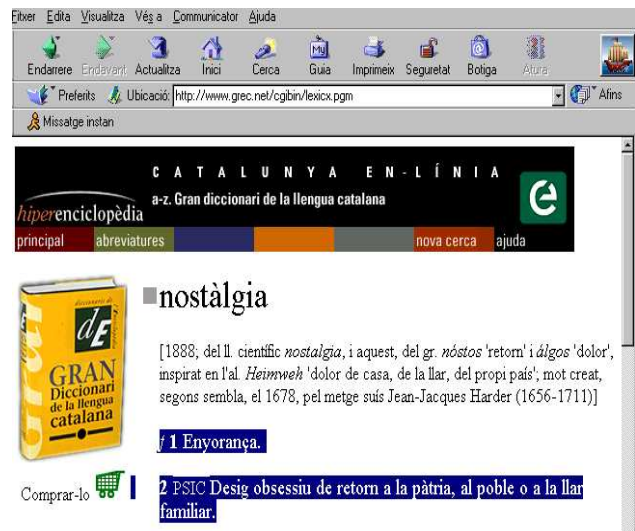 Fitxer Edita Visualitza Vés a Communicator Ajuda
Endarrere Endavant Actualitza Inici Cerca Guia Imprimeix Seguretat Botiga Atura
Preferits Ubicació: http://www.grec.net/cgibin/lexicx.pgm Afins
Missatge instan
CATALUNYA EN-LÍNIA
a-z. Gran diccionari de la llengua catalana
hiperenciclopèdia
principal abreviatures nova cerca ajuda
nostàlgia
[1888; del ll. científic nostalgia, i aquest, del gr. nóstos 'retorn' i álgos 'dolor',
inspirat en l'al. Heimweh 'dolor de casa, de la llar, del propi país'; mot creat,
segons sembla, el 1678, pel metge suís Jean-Jacques Harder (1656-1711)]
f 1 Enyorança.
2 PSIC Desig obsessiu de retorn a la pàtria, al poble o a la llar
familiar.
dE
GRAN
Diccionari
de la llengua
catalana
Comprar-lo